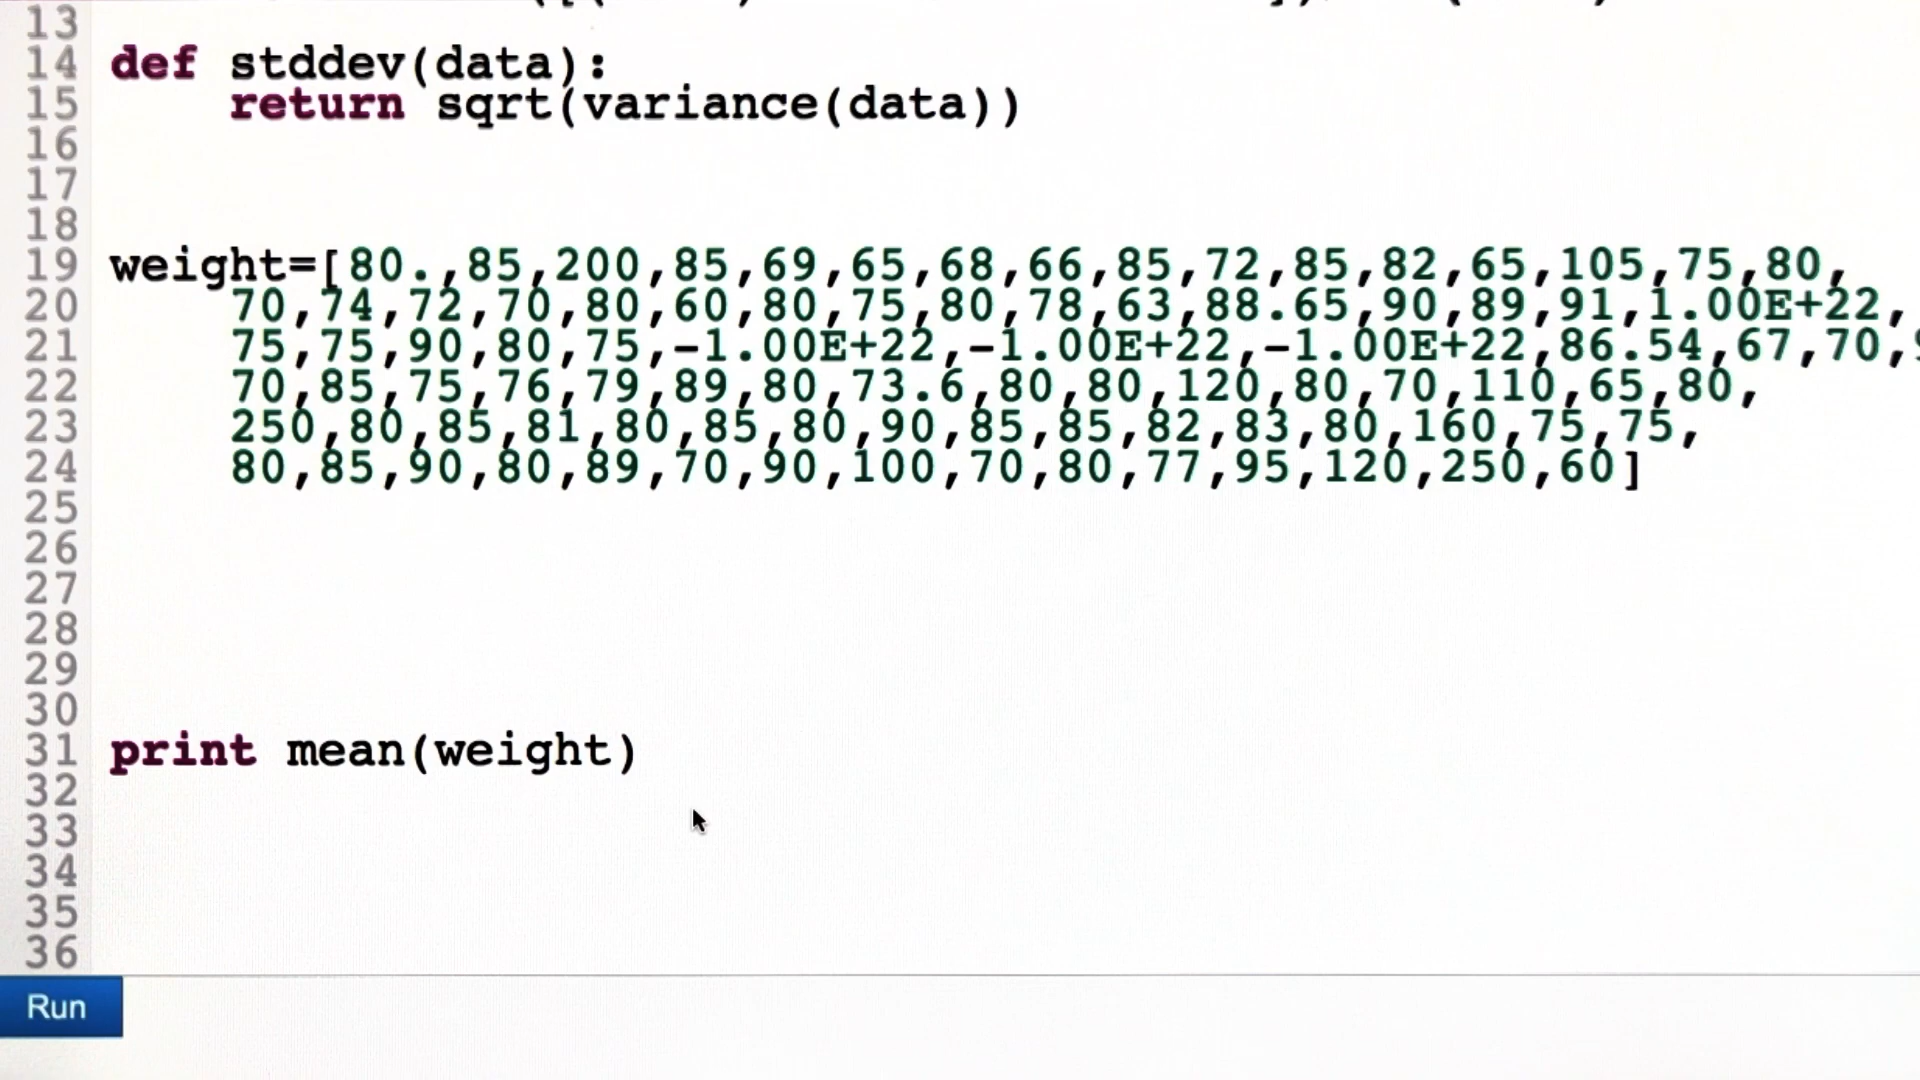 13
14 def stddev(data):
15 return sqrt(variance(data))
16
17
18
19 weight=[80.,85,200,85,69,65,68,66,85,72,85,82,65,105,75,80,
20 70,74,72,70,80,60,80,75,80,78,63,88.65,90,89,91,1.00E+22,
21 75,75,90,80,75,-1.00E+22,-1.00E+22,-1.00E+22,86.54,67,70,
22 70,85,75,76,79,89,80,73.6,80,80,120,80,70,110,65,80,
23 250,80,85,81,80,85,80,90,85,85,82,83,80,160,75,75,
24 80,85,90,80,89,70,90,100,70,80,77,95,120,250,60]
25
26
27
28
29
30
31 print mean(weight)
32
33
34
35
36
Run